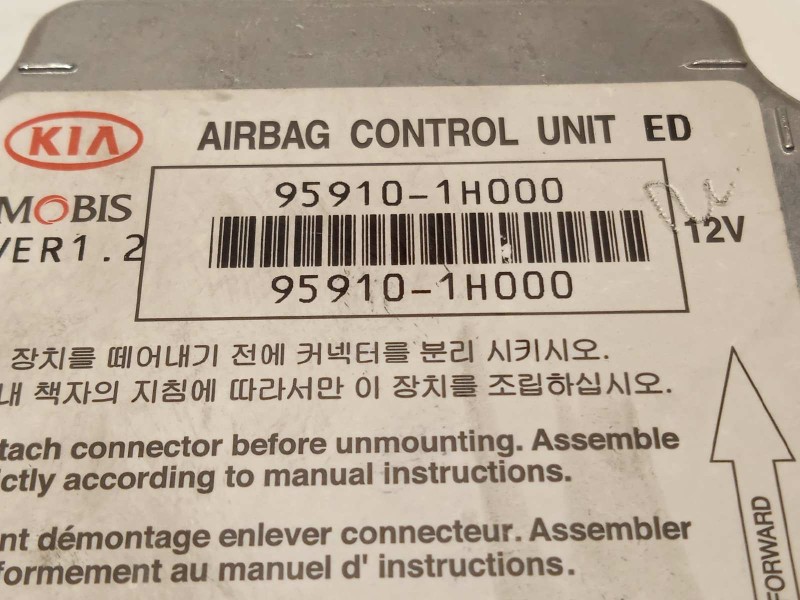 KIA AIRBAG CONTROL UNIT ED
95910-1H000
MOBIS
VER1.2
12V
95910-1H000
장치를 떼어내기 전에 커넥터를 분리 시키시오.
내 책자의 지침에 따라서만 이 장치를 조립하십시오.
tach connector before unmounting. Assemble
ctly according to manual instructions.
nt démontage enlever connecteur. Assembler
formement au manuel d' instructions.
FORWARD